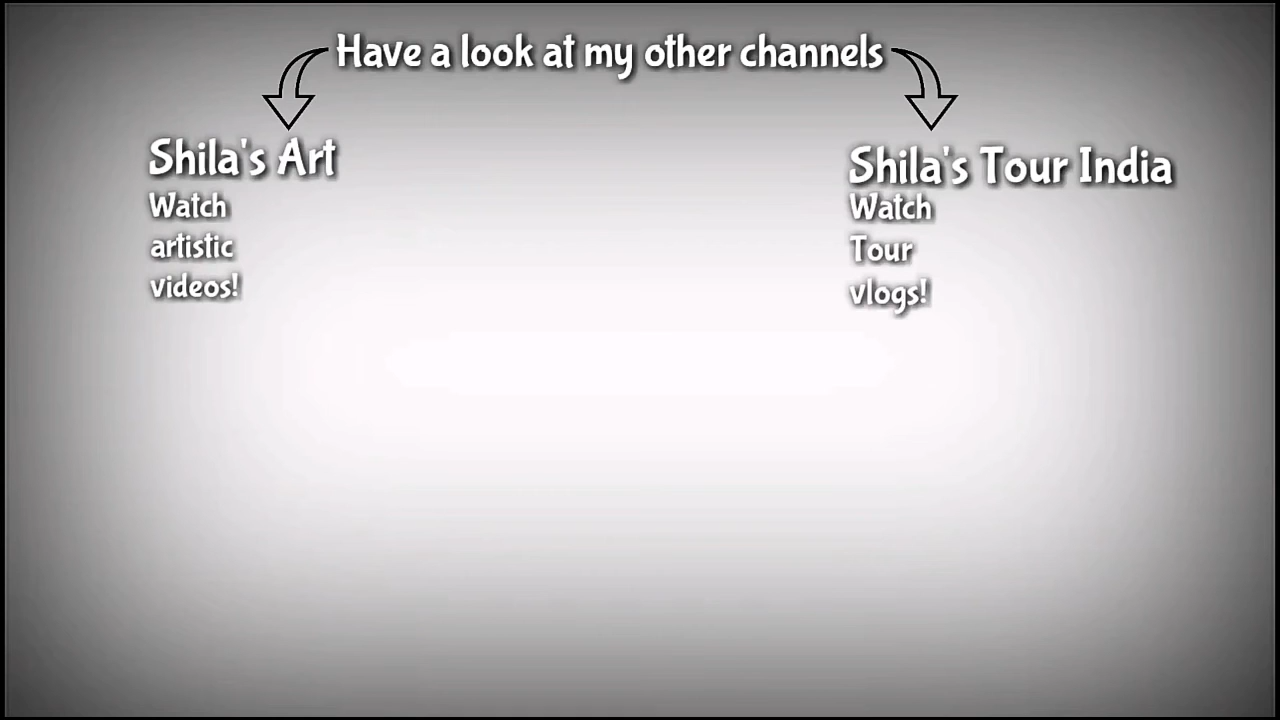 Have a look at my other channels
Shila's Art
Watch
artistic
videos!
Shila's Tour India
Watch
Tour
vlogs!